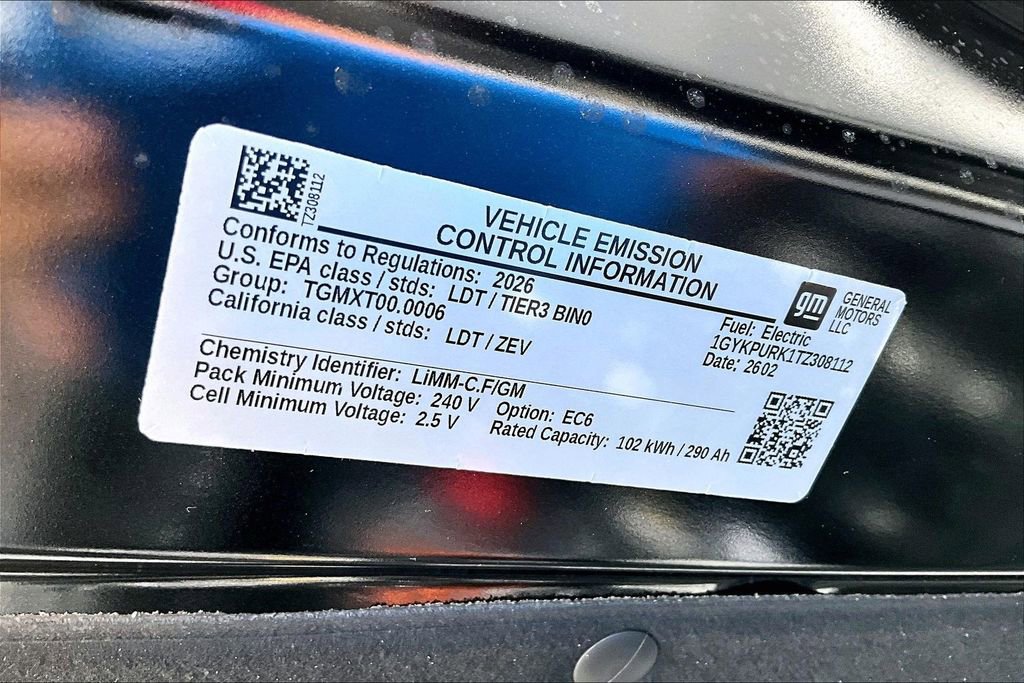 TZ308112
VEHICLE EMISSION
CONTROL INFORMATION
gm
GENERAL
MOTORS
LLC
Conforms to Regulations: 2026
U.S. EPA class / stds: LDT / TIER3 BIN0
Group: TGMXT00.0006
California class / stds: LDT / ZEV
Fuel: Electric
1GYKPURK1TZ308112
Date: 2602
Chemistry Identifier: LiMM-C.F/GM
Pack Minimum Voltage: 240 V Option: EC6
Cell Minimum Voltage: 2.5 V Rated Capacity: 102 kWh / 290 Ah